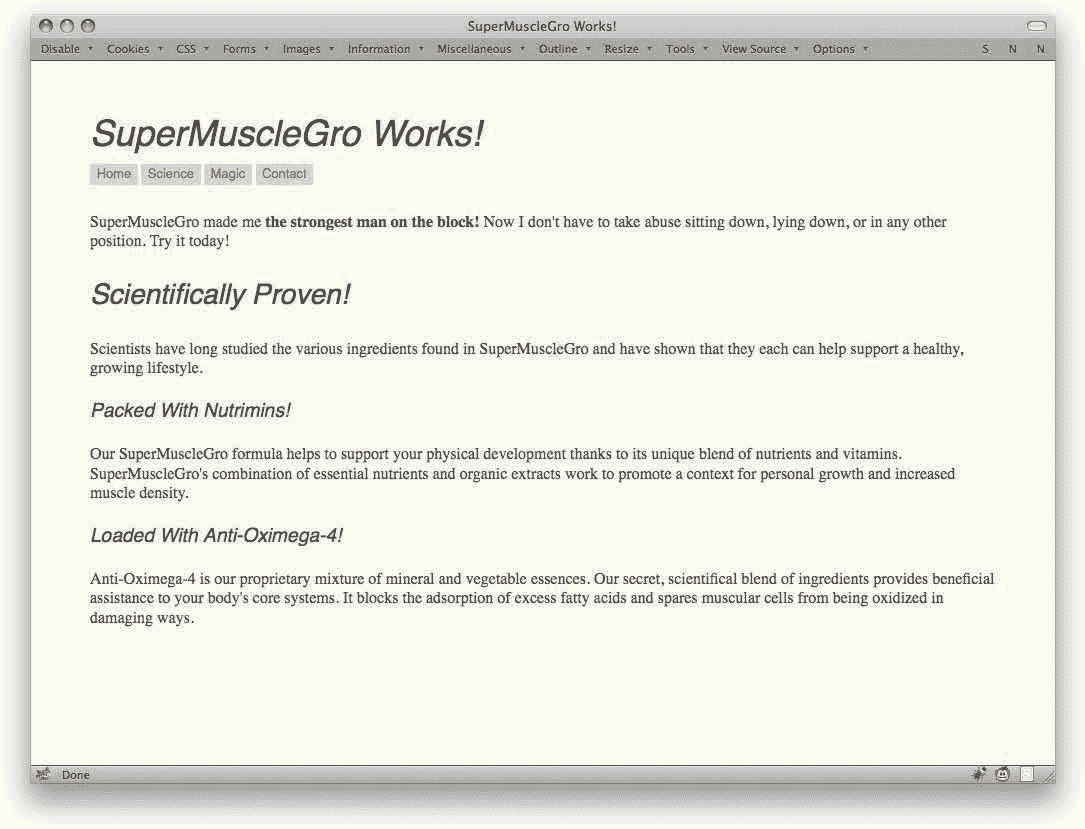 SuperMuscleGro Works!
Disable Cookies CSS Forms Images Information Miscellaneous Outline Resize Tools View Source Options S N N
SuperMuscleGro Works!
Home Science Magic Contact
SuperMuscleGro made me the strongest man on the block! Now I don't have to take abuse sitting down, lying down, or in any other
position. Try it today!
Scientifically Proven!
Scientists have long studied the various ingredients found in SuperMuscleGro and have shown that they each can help support a healthy,
growing lifestyle.
Packed With Nutrimins!
Our SuperMuscleGro formula helps to support your physical development thanks to its unique blend of nutrients and vitamins.
SuperMuscleGro's combination of essential nutrients and organic extracts work to promote a context for personal growth and increased
muscle density.
Loaded With Anti-Oximega-4!
Anti-Oximega-4 is our proprietary mixture of mineral and vegetable essences. Our secret, scientifical blend of ingredients provides beneficial
assistance to your body's core systems. It blocks the adsorption of excess fatty acids and spares muscular cells from being oxidized in
damaging ways.
Done